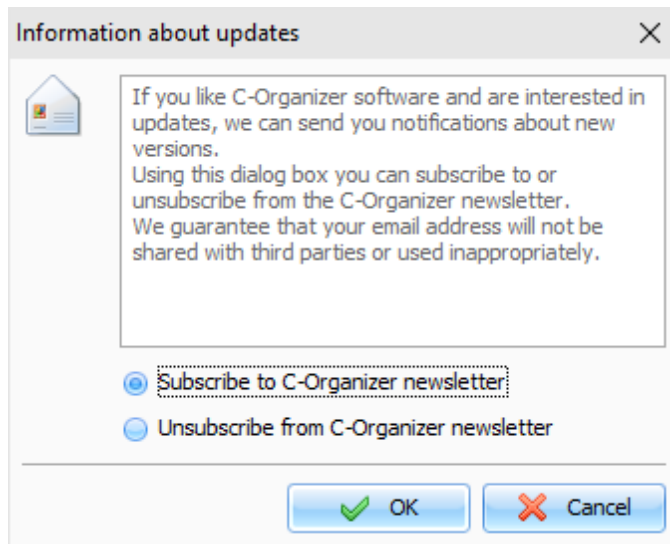 Information about updates
If you like C-Organizer software and are interested in
updates, we can send you notifications about new
versions.
Using this dialog box you can subscribe to or
unsubscribe from the C-Organizer newsletter.
We guarantee that your email address will not be
shared with third parties or used inappropriately.
Subscribe to C-Organizer newsletter
Unsubscribe from C-Organizer newsletter
OK Cancel